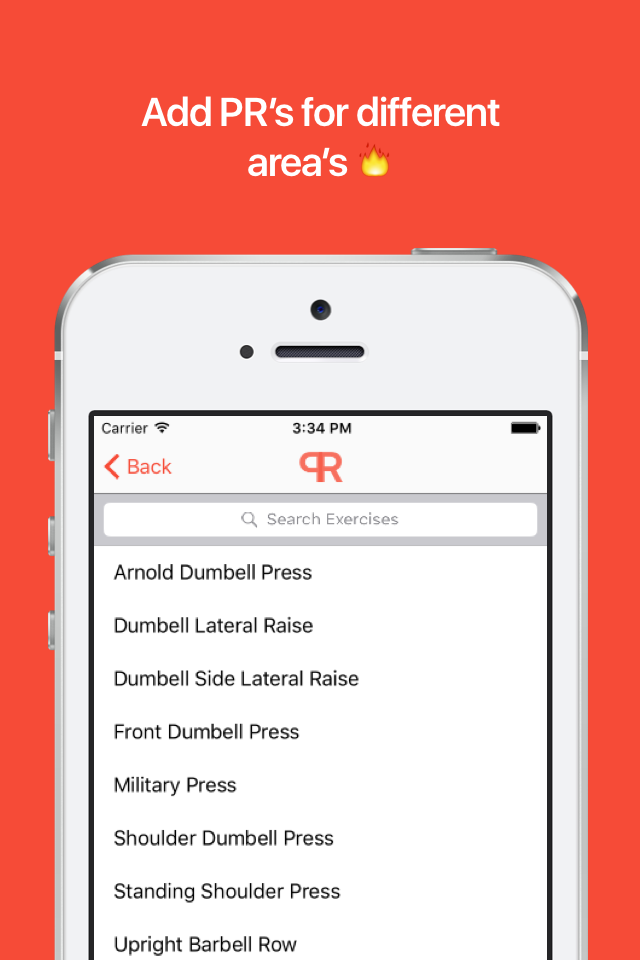 Add PR’s for different
area’s 🔥
Carrier 3:34 PM
Back PR
Search Exercises
Arnold Dumbell Press
Dumbell Lateral Raise
Dumbell Side Lateral Raise
Front Dumbell Press
Military Press
Shoulder Dumbell Press
Standing Shoulder Press
Upright Barbell Row